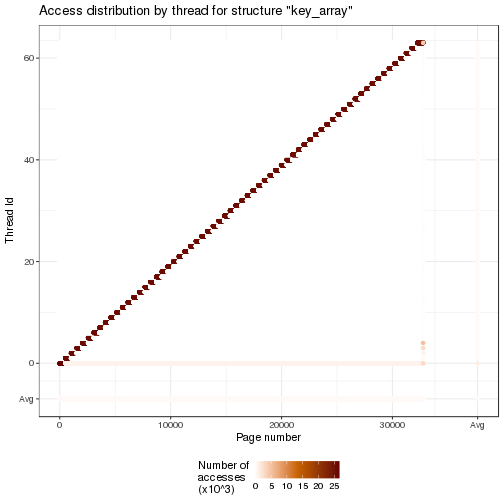 Access distribution by thread for structure "key_array"
Thread Id
60
40
20
0
Avg
0 10000 20000 30000 Avg
Page number
Number of
accesses
(x10^3)
0 5 10 15 20 25